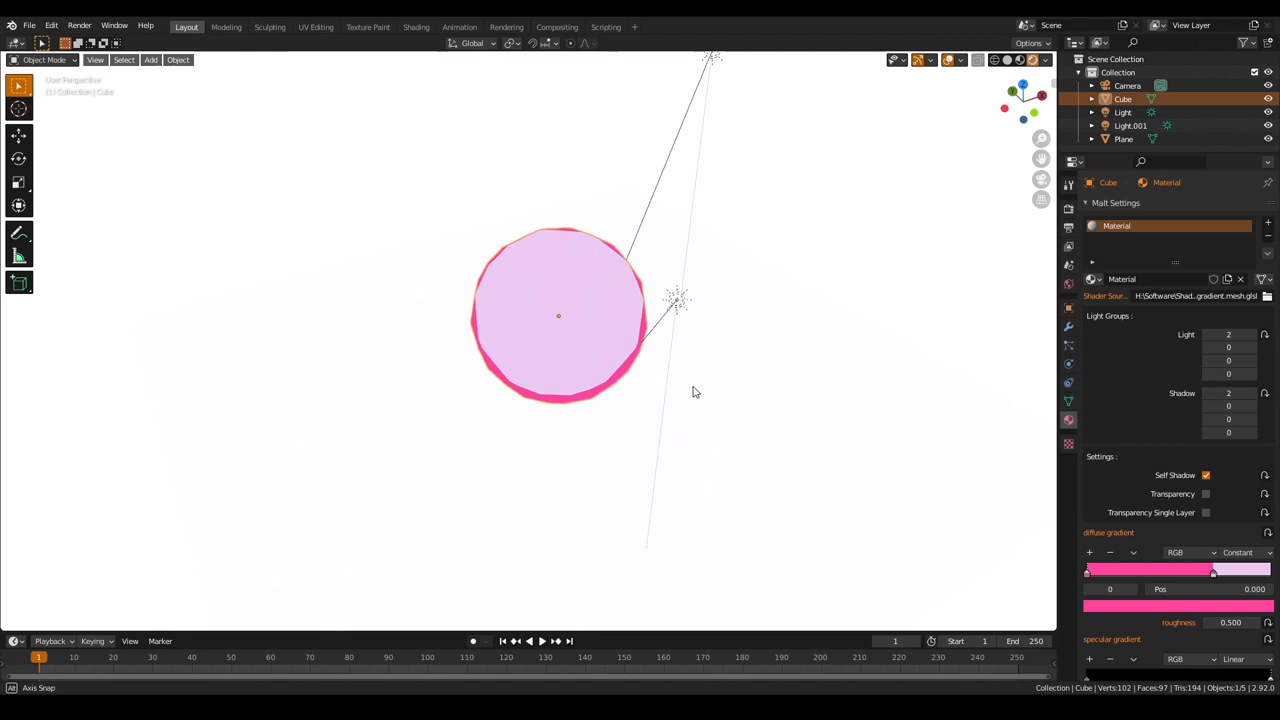 File Edit Render Window Help Layout Modeling Sculpting UV Editing Texture Paint Shading Animation Rendering Compositing Scripting + Scene View Layer
Global Options
Object Mode View Select Add Object
User Perspective
(1) Collection | Cube
Z
Y
X
Scene Collection
Collection
Camera
Cube
Light
Light.001
Plane
Cube Material
Malt Settings
Material
Material
Shader Sour... H:\Software\Shad..gradient.mesh.glsl
Light Groups :
Light 2
0
0
0
Shadow 2
0
0
0
Settings :
Self Shadow
Transparency
Transparency Single Layer
diffuse gradient
+ − RGB Constant
0 Pos 0.000
roughness 0.500
specular gradient
+ − RGB Linear
Playback Keying View Marker 1 Start 1 End 250
1 10 20 30 40 50 60 70 80 90 100 110 120 130 140 150 160 170 180 190 200 210 220 230 240 250
Alt Axis Snap Collection | Cube | Verts:102 | Faces:97 | Tris:194 | Objects:1/5 | 2.92.0